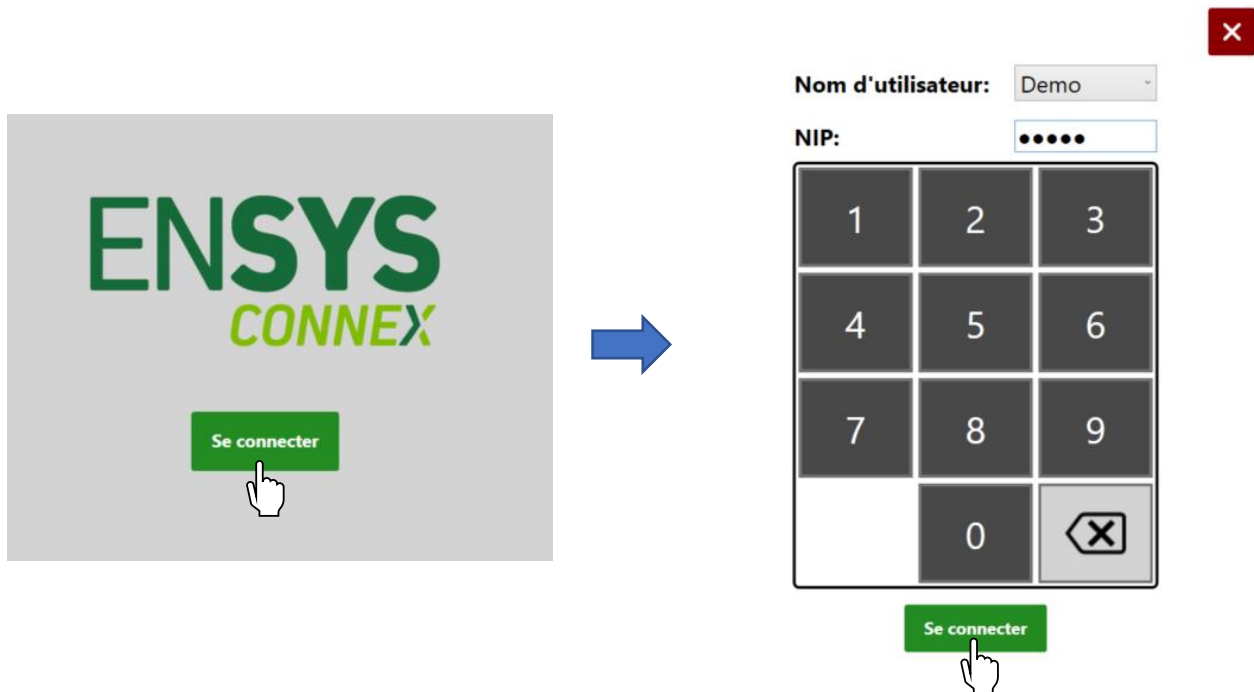 ENSYS
CONNEX
Se connecter
Nom d'utilisateur: Demo
NIP: •••••
1 2 3
4 5 6
7 8 9
0
Se connecter